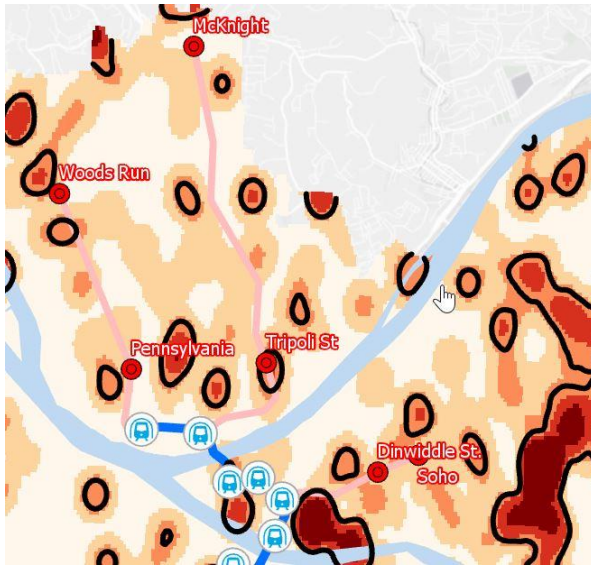 McKnight
Woods Run
Pennsylvania
Tripoli St
Dinwiddle St.
Soho